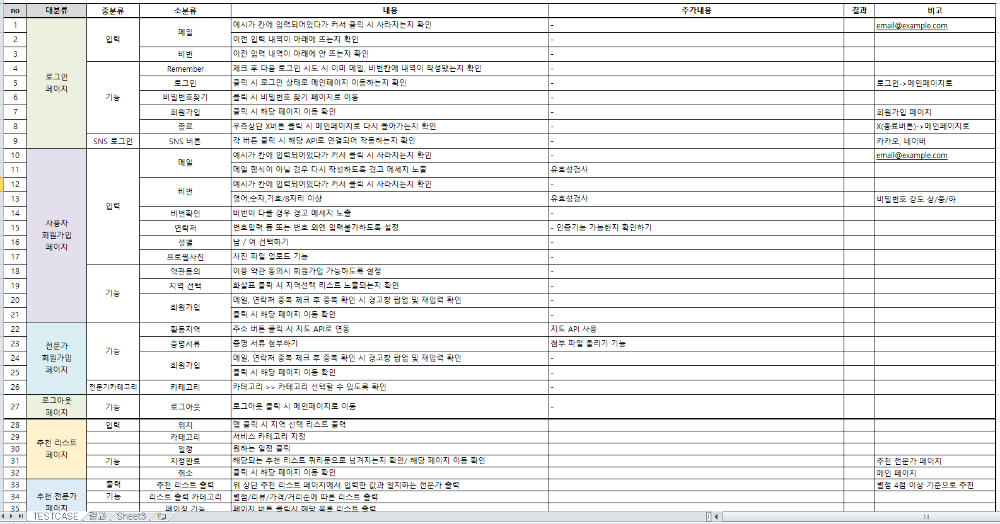 no 대분류 중분류 소분류 내용 추가내용 결과 비고
1 로그인 페이지 입력 메일 예시가 칸에 입력되어있다가 커서 클릭 시 사라지는지 확인 - email@example.com
2 이전 입력 내역이 아래에 뜨는지 확인 -
3 비번 이전 입력 내역이 아래에 안 뜨는지 확인 -
4 기능 Remember 체크 후 다음 로그인 시도 시 이미 메일, 비번칸에 내역이 작성됐는지 확인 -
5 로그인 클릭 시 로그인 상태로 메인페이지 이동하는지 확인 - 로그인->메인페이지로
6 비밀번호찾기 클릭 시 비밀번호 찾기 페이지로 이동 -
7 회원가입 클릭 시 해당 페이지 이동 확인 - 회원가입 페이지
8 종료 우측상단 X버튼 클릭 시 메인페이지로 다시 돌아가는지 확인 - X(종료버튼)->메인페이지로
9 SNS 로그인 SNS 버튼 각 버튼 클릭 시 해당 API로 연결되어 작동하는지 확인 - 카카오, 네이버
10 사용자 회원가입 페이지 입력 메일 예시가 칸에 입력되어있다가 커서 클릭 시 사라지는지 확인 - email@example.com
11 메일 형식이 아닐 경우 다시 작성하도록 경고 메세지 노출 유효성검사
12 비번 예시가 칸에 입력되어있다가 커서 클릭 시 사라지는지 확인 -
13 영어,숫자,기호/8자리 이상 유효성검사 비밀번호 강도 상/중/하
14 비번확인 비번이 다를 경우 경고 메세지 노출 -
15 연락처 번호입력 폼 또는 번호 외엔 입력불가하도록 설정 - 인증기능 가능한지 확인하기
16 성별 남 / 여 선택하기 -
17 프로필사진 사진 파일 업로드 기능 -
18 기능 약관동의 이용 약관 동의시 회원가입 가능하도록 설정 -
19 지역 선택 화살표 클릭 시 지역선택 리스트 노출되는지 확인 -
20 회원가입 메일, 연락처 중복 체크 후 중복 확인 시 경고창 팝업 및 재입력 확인 -
21 클릭 시 해당 페이지 이동 확인 -
22 전문가 회원가입 페이지 기능 활동지역 주소 버튼 클릭 시 지도 API로 연동 지도 API 사용
23 증명서류 증명 서류 첨부하기 첨부 파일 올리기 기능
24 회원가입 메일, 연락처 중복 체크 후 중복 확인 시 경고창 팝업 및 재입력 확인 -
25 클릭 시 해당 페이지 이동 확인 -
26 전문가카테고리 카테고리 카테고리 >> 카테고리 선택할 수 있도록 확인 -
27 로그아웃 페이지 기능 로그아웃 로그아웃 클릭 시 메인페이지로 이동 -
28 추천 리스트 페이지 입력 위치 맵 클릭 시 지역 선택 리스트 출력
29 카테고리 서비스 카테고리 지정
30 일정 원하는 일정 클릭
31 기능 지정완료 해당되는 추천 리스트 쿼리문으로 넘겨지는지 확인/ 해당 페이지 이동 확인 추천 전문가 페이지
32 취소 클릭 시 해당 페이지 이동 확인 메인 페이지
33 추천 전문가 페이지 출력 추천 리스트 출력 위 상단 추천 리스트 페이지에서 입력한 값과 일치하는 전문가 출력 별점 4점 이상 기준으로 추천
34 기능 리스트 출력 카테고리 별점/리뷰/가격/거리순에 따른 리스트 출력
35 페이징 기능 페이지 버튼 클릭시 해당 목록 리스트 출력
TESTCASE 결과 Sheet3